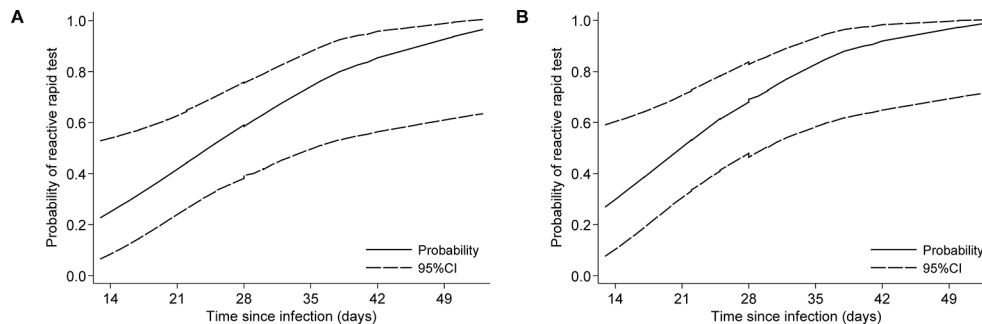 A
Probability of reactive rapid test
1.0
0.8
0.6
0.4
0.2
0.0
Probability
95%CI
14 21 28 35 42 49
Time since infection (days)
B
Probability of reactive rapid test
1.0
0.8
0.6
0.4
0.2
0.0
Probability
95%CI
14 21 28 35 42 49
Time since infection (days)